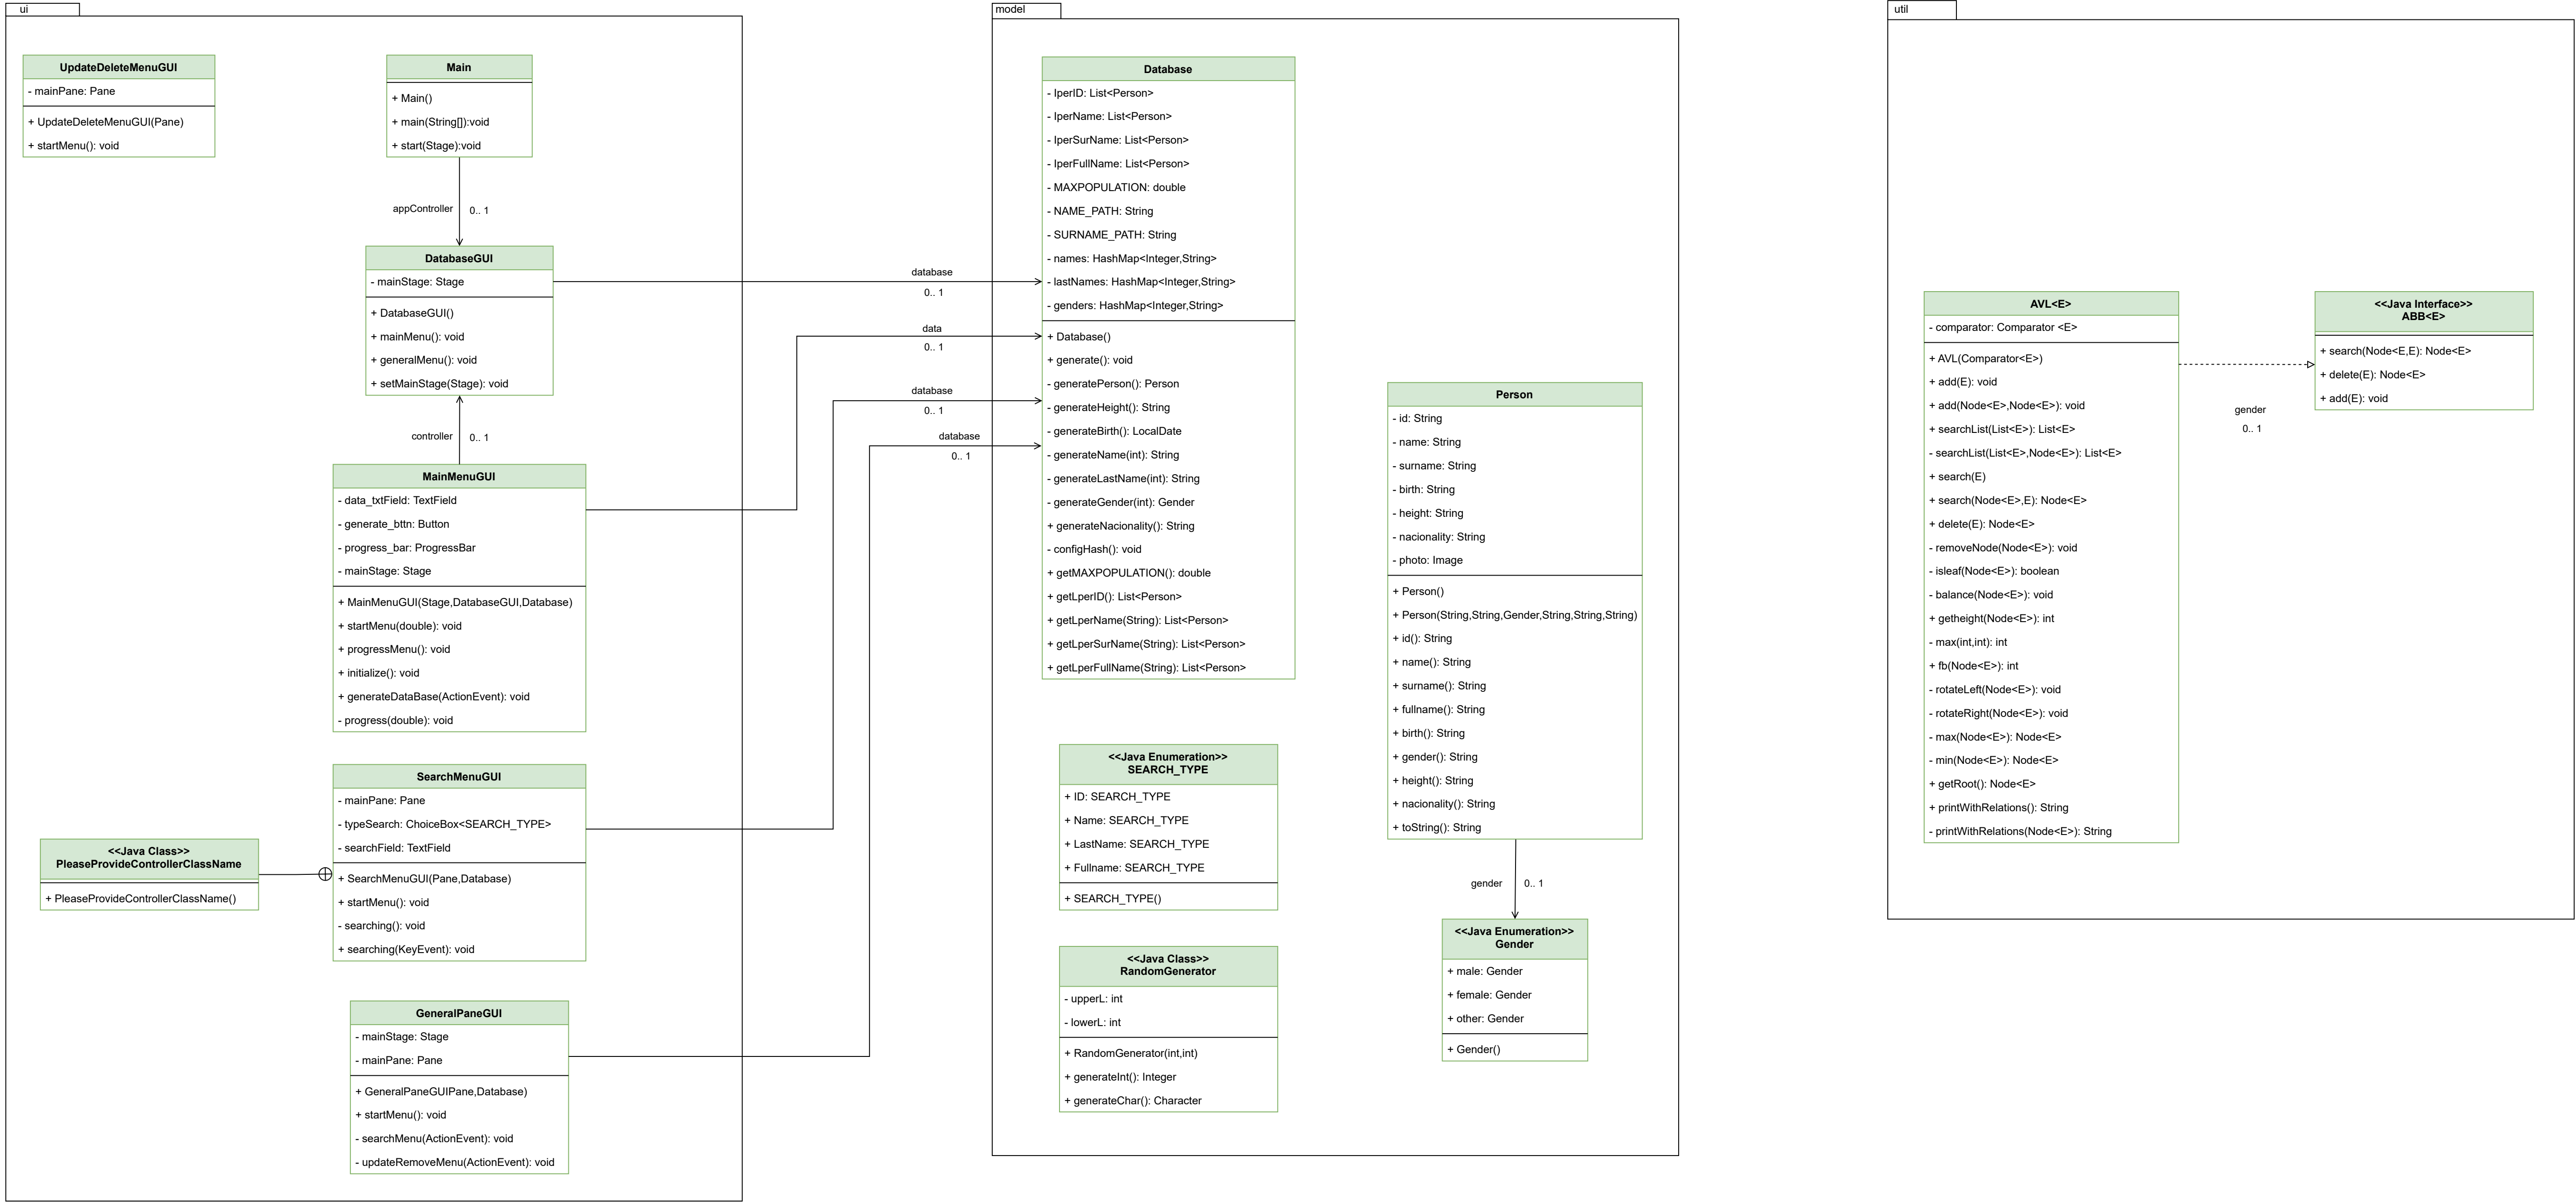 ui
UpdateDeleteMenuGUI
- mainPane: Pane
+ UpdateDeleteMenuGUI(Pane)
+ startMenu(): void
Main
+ Main()
+ main(String[]):void
+ start(Stage):void
appController
0.. 1
DatabaseGUI
- mainStage: Stage
+ DatabaseGUI()
+ mainMenu(): void
+ generalMenu(): void
+ setMainStage(Stage): void
controller
0.. 1
MainMenuGUI
- data_txtField: TextField
- generate_bttn: Button
- progress_bar: ProgressBar
- mainStage: Stage
+ MainMenuGUI(Stage,DatabaseGUI,Database)
+ startMenu(double): void
+ progressMenu(): void
+ initialize(): void
+ generateDataBase(ActionEvent): void
- progress(double): void
SearchMenuGUI
- mainPane: Pane
- typeSearch: ChoiceBox<SEARCH_TYPE>
- searchField: TextField
+ SearchMenuGUI(Pane,Database)
+ startMenu(): void
- searching(): void
+ searching(KeyEvent): void
<<Java Class>>
PleaseProvideControllerClassName
+ PleaseProvideControllerClassName()
GeneralPaneGUI
- mainStage: Stage
- mainPane: Pane
+ GeneralPaneGUIPane,Database)
+ startMenu(): void
- searchMenu(ActionEvent): void
- updateRemoveMenu(ActionEvent): void
database
0.. 1
data
0.. 1
database
0.. 1
database
0.. 1
model
Database
- lperID: List<Person>
- lperName: List<Person>
- lperSurName: List<Person>
- lperFullName: List<Person>
- MAXPOPULATION: double
- NAME_PATH: String
- SURNAME_PATH: String
- names: HashMap<Integer,String>
- lastNames: HashMap<Integer,String>
- genders: HashMap<Integer,String>
+ Database()
+ generate(): void
- generatePerson(): Person
- generateHeight(): String
- generateBirth(): LocalDate
- generateName(int): String
- generateLastName(int): String
- generateGender(int): Gender
+ generateNacionality(): String
- configHash(): void
+ getMAXPOPULATION(): double
+ getLperID(): List<Person>
+ getLperName(String): List<Person>
+ getLperSurName(String): List<Person>
+ getLperFullName(String): List<Person>
<<Java Enumeration>>
SEARCH_TYPE
+ ID: SEARCH_TYPE
+ Name: SEARCH_TYPE
+ LastName: SEARCH_TYPE
+ Fullname: SEARCH_TYPE
+ SEARCH_TYPE()
<<Java Class>>
RandomGenerator
- upperL: int
- lowerL: int
+ RandomGenerator(int,int)
+ generateInt(): Integer
+ generateChar(): Character
Person
- id: String
- name: String
- surname: String
- birth: String
- height: String
- nacionality: String
- photo: Image
+ Person()
+ Person(String,String,Gender,String,String,String)
+ id(): String
+ name(): String
+ surname(): String
+ fullname(): String
+ birth(): String
+ gender(): String
+ height(): String
+ nacionality(): String
+ toString(): String
gender
0.. 1
<<Java Enumeration>>
Gender
+ male: Gender
+ female: Gender
+ other: Gender
+ Gender()
util
AVL<E>
- comparator: Comparator <E>
+ AVL(Comparator<E>)
+ add(E): void
+ add(Node<E>,Node<E>): void
+ searchList(List<E>): List<E>
- searchList(List<E>,Node<E>): List<E>
+ search(E)
+ search(Node<E>,E): Node<E>
+ delete(E): Node<E>
- removeNode(Node<E>): void
- isleaf(Node<E>): boolean
- balance(Node<E>): void
+ getheight(Node<E>): int
- max(int,int): int
+ fb(Node<E>): int
- rotateLeft(Node<E>): void
- rotateRight(Node<E>): void
- max(Node<E>): Node<E>
- min(Node<E>): Node<E>
+ getRoot(): Node<E>
+ printWithRelations(): String
- printWithRelations(Node<E>): String
<<Java Interface>>
ABB<E>
+ search(Node<E,E): Node<E>
+ delete(E): Node<E>
+ add(E): void
gender
0.. 1